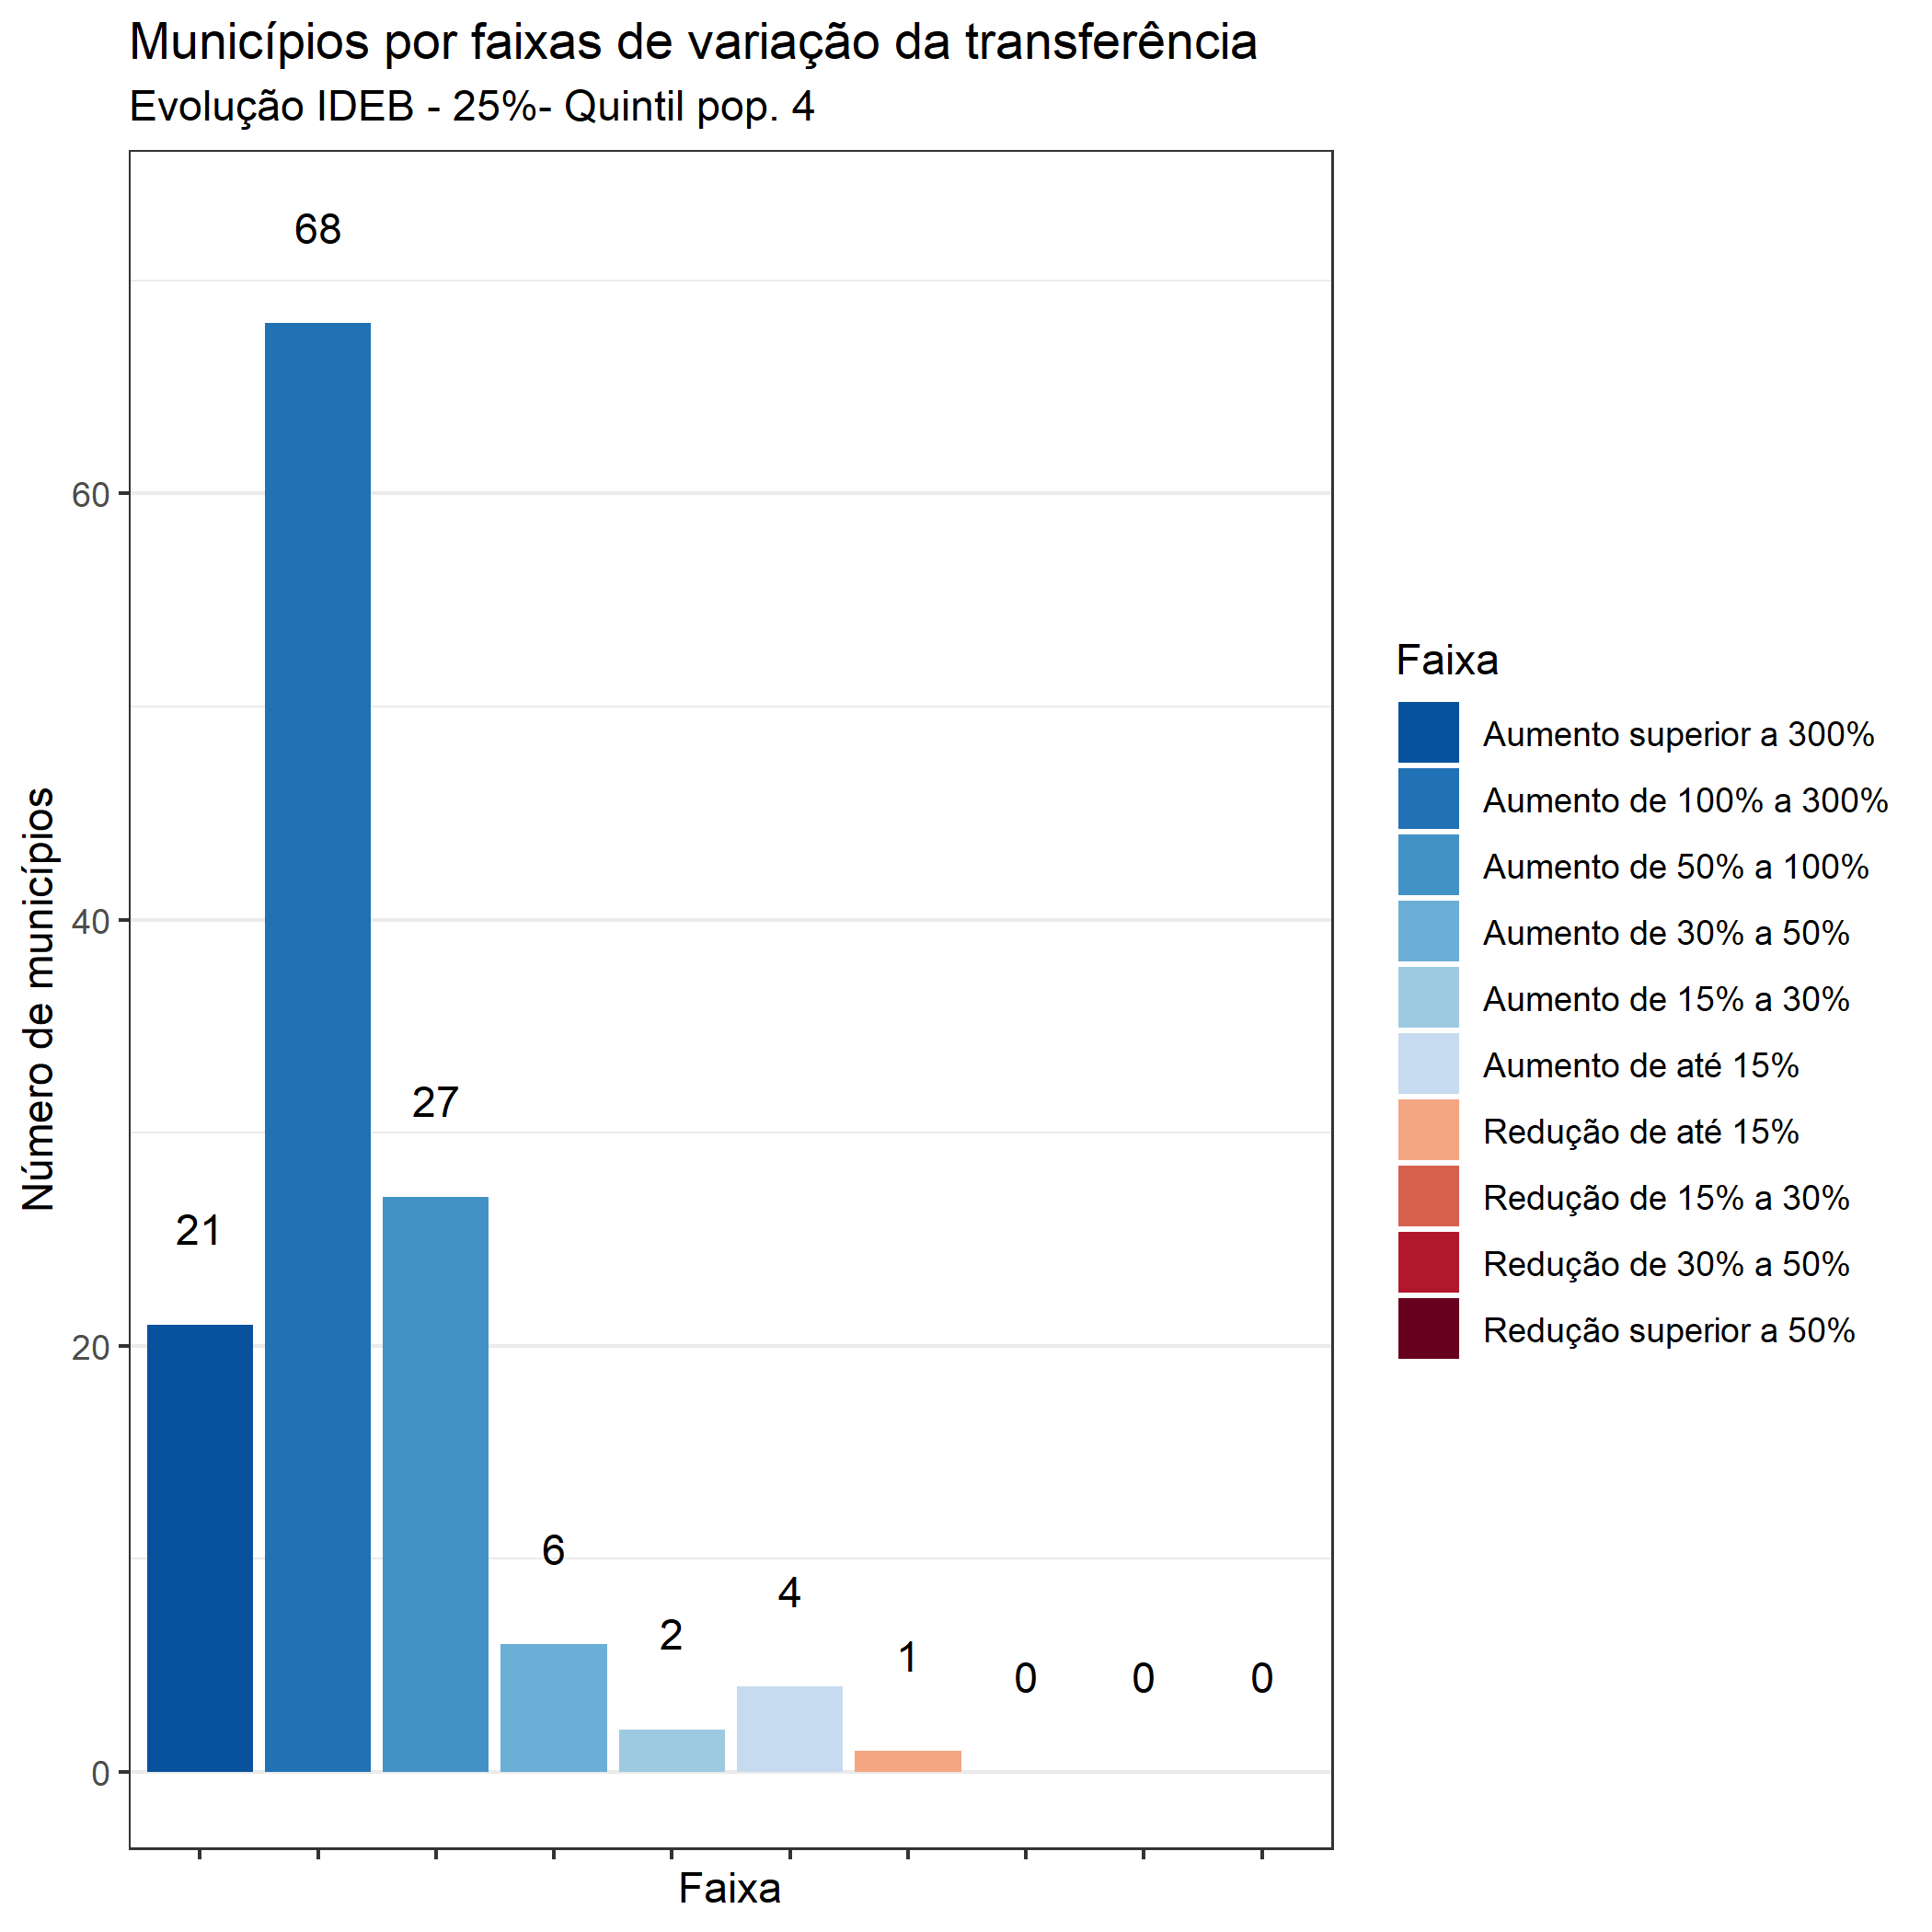 Municípios por faixas de variação da transferência
Evolução IDEB - 25%- Quintil pop. 4
68
27
21
6
4
2
1
0
0
0
60
40
20
0
Número de municípios
Faixa
Faixa
Aumento superior a 300%
Aumento de 100% a 300%
Aumento de 50% a 100%
Aumento de 30% a 50%
Aumento de 15% a 30%
Aumento de até 15%
Redução de até 15%
Redução de 15% a 30%
Redução de 30% a 50%
Redução superior a 50%